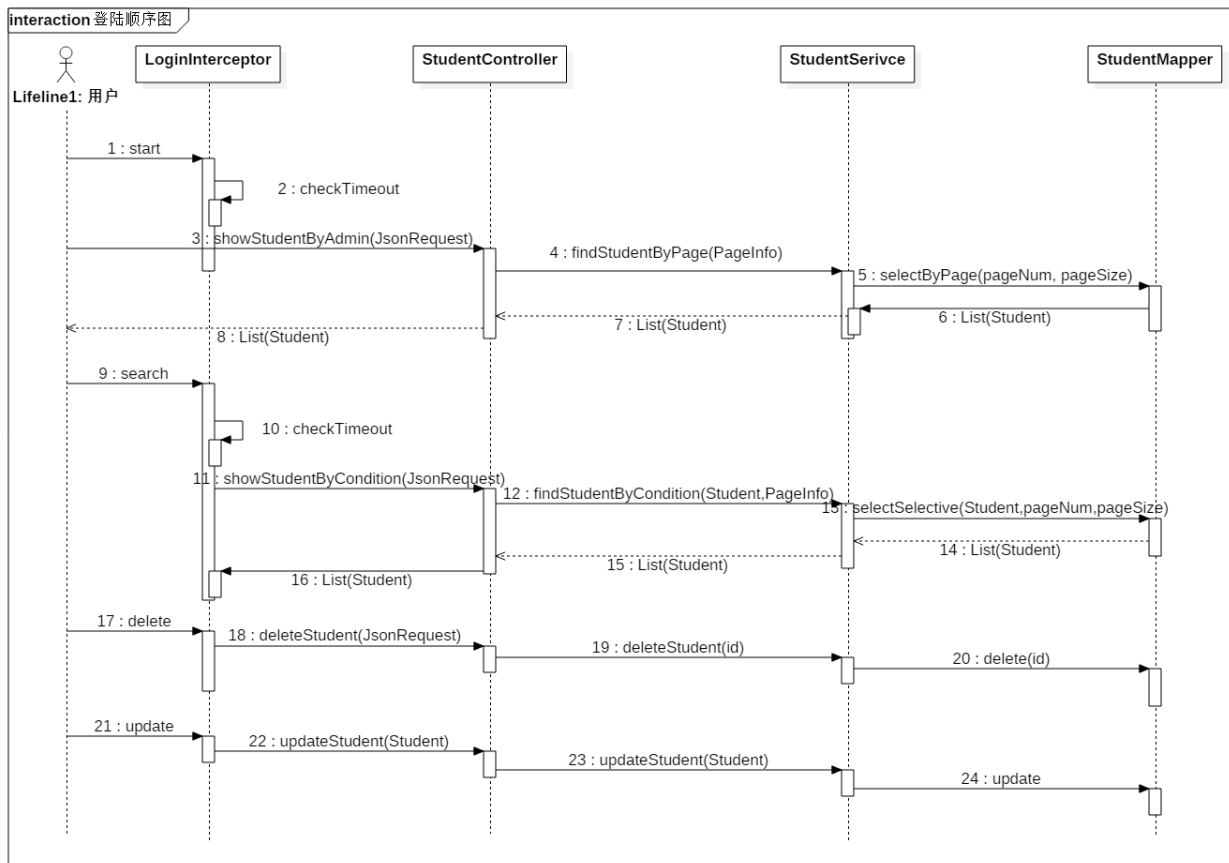 interaction 登陆顺序图
LoginInterceptor
StudentController
StudentSerivce
StudentMapper
Lifeline1: 用户
1 : start
2 : checkTimeout
3 : showStudentByAdmin(JsonRequest)
4 : findStudentByPage(PageInfo)
5 : selectByPage(pageNum, pageSize)
6 : List(Student)
7 : List(Student)
8 : List(Student)
9 : search
10 : checkTimeout
11 : showStudentByCondition(JsonRequest)
12 : findStudentByCondition(Student,PageInfo)
13 : selectSelective(Student,pageNum,pageSize)
14 : List(Student)
15 : List(Student)
16 : List(Student)
17 : delete
18 : deleteStudent(JsonRequest)
19 : deleteStudent(id)
20 : delete(id)
21 : update
22 : updateStudent(Student)
23 : updateStudent(Student)
24 : update